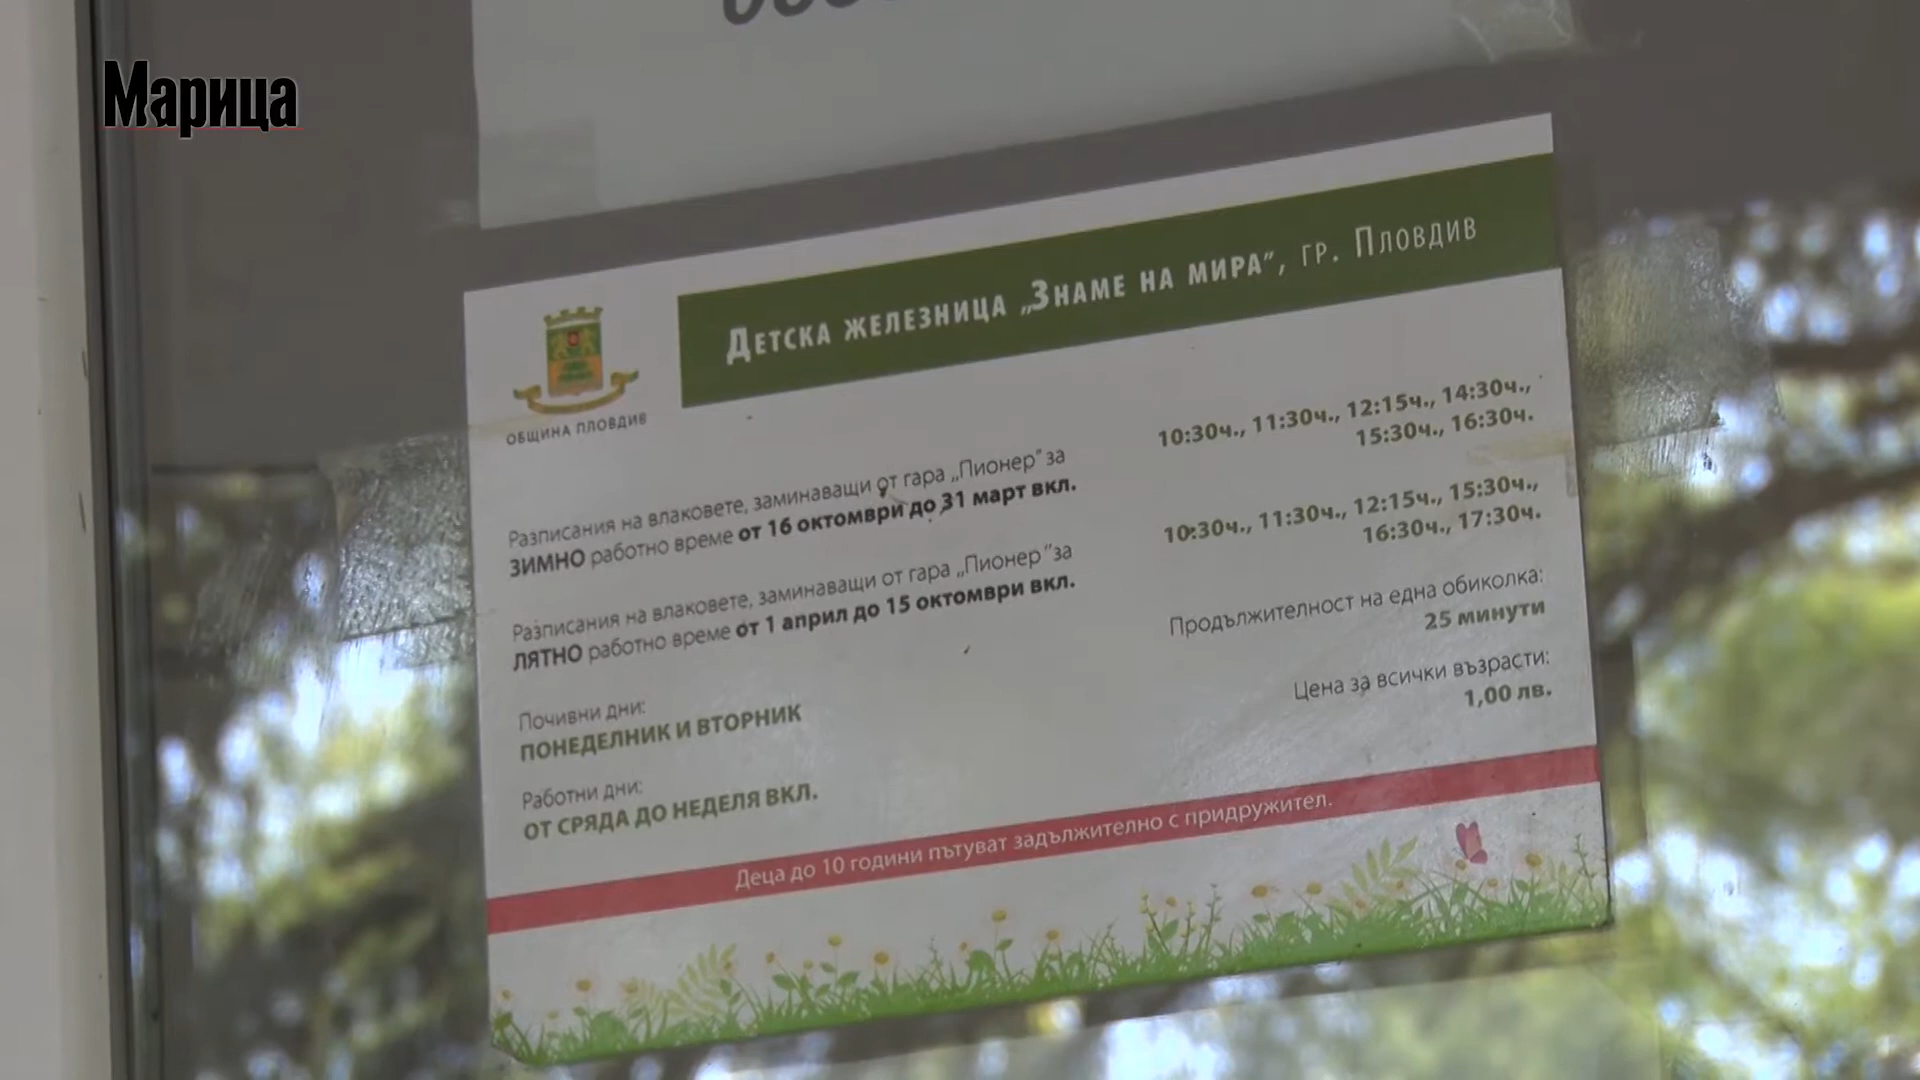 Марица
Детска железница „Знаме на мира”, гр. Пловдив
ОБЩИНА ПЛОВДИВ
Разписания на влаковете, заминаващи от гара „Пионер” за
ЗИМНО работно време от 16 октомври до 31 март вкл.
10:30ч., 11:30ч., 12:15ч., 14:30ч.,
15:30ч., 16:30ч.
Разписания на влаковете, заминаващи от гара „Пионер”за
ЛЯТНО работно време от 1 април до 15 октомври вкл.
10:30ч., 11:30ч., 12:15ч., 15:30ч.,
16:30ч., 17:30ч.
Продължителност на една обиколка:
25 минути
Цена за всички възрасти:
1,00 лв.
Почивни дни:
ПОНЕДЕЛНИК И ВТОРНИК
Работни дни:
ОТ СРЯДА ДО НЕДЕЛЯ ВКЛ.
Деца до 10 години пътуват задължително с придружител.